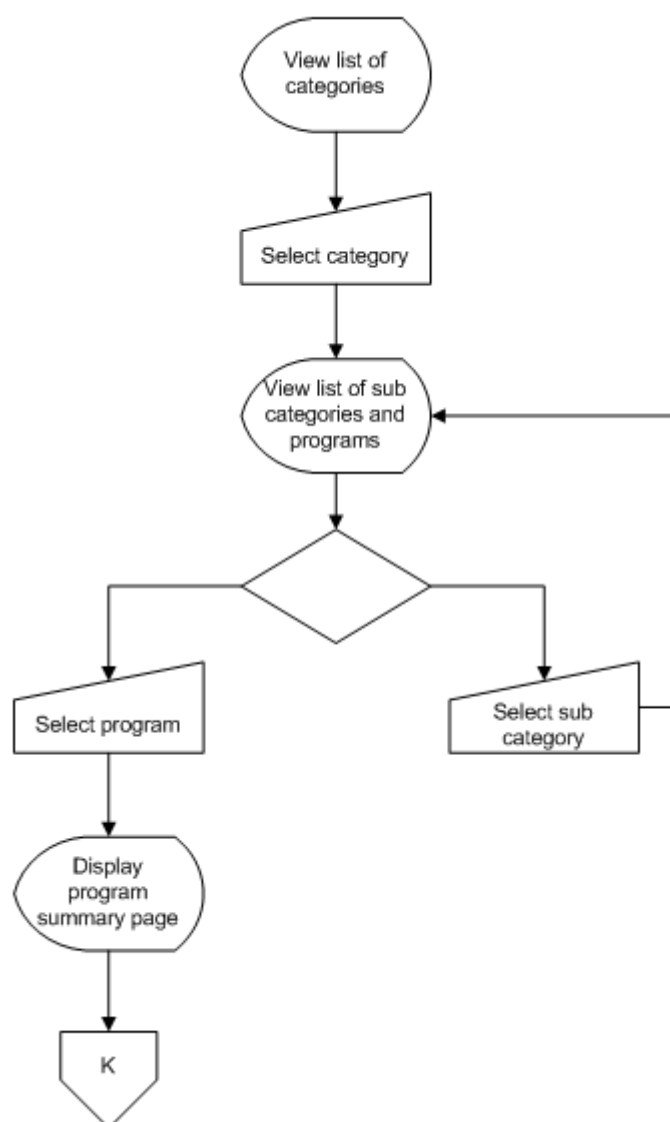 View list of
categories
Select category
View list of sub
categories and
programs
Select program
Select sub
category
Display
program
summary page
K